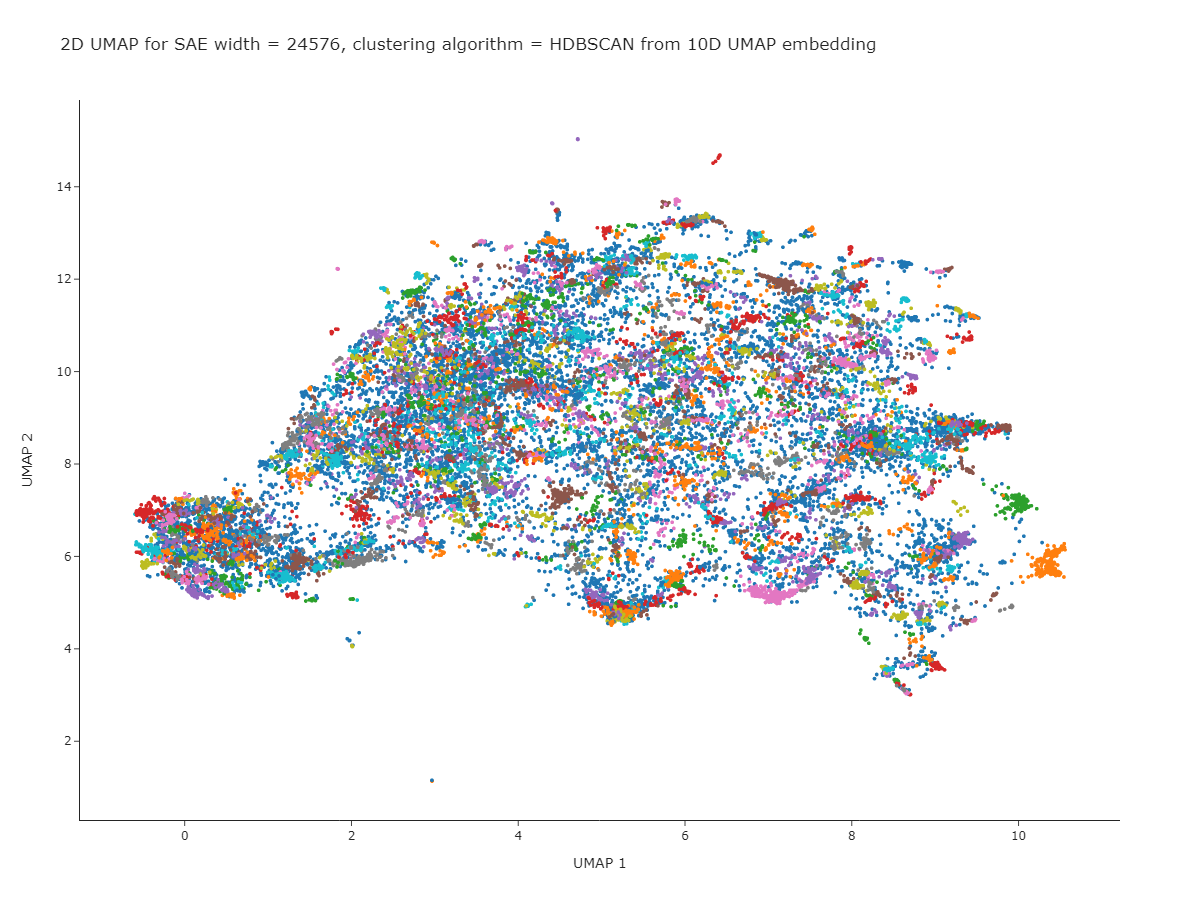 2D UMAP for SAE width = 24576, clustering algorithm = HDBSCAN from 10D UMAP embedding
14
12
10
8
6
4
2
UMAP 2
0 2 4 6 8 10
UMAP 1